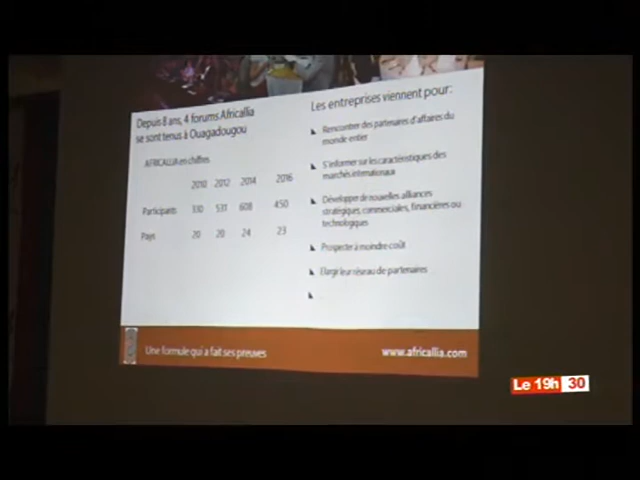 Depuis 8 ans, 4 forums Africallia
se sont tenus à Ouagadougou
AFRICALLIA en chiffres
2010 2012 2014 2016
Participants 330 531 608 450
Pays 20 20 24 23
Les entreprises viennent pour:
Rencontrer des partenaires d'affaires du
monde entier
S'informer sur les caractéristiques des
marchés internationaux
Développer de nouvelles alliances
stratégiques, commerciales, financières ou
technologiques
Prospecter à moindre coût
Elargir leur réseau de partenaires
Une formule qui a fait ses preuves
www.africallia.com
Le 19h 30